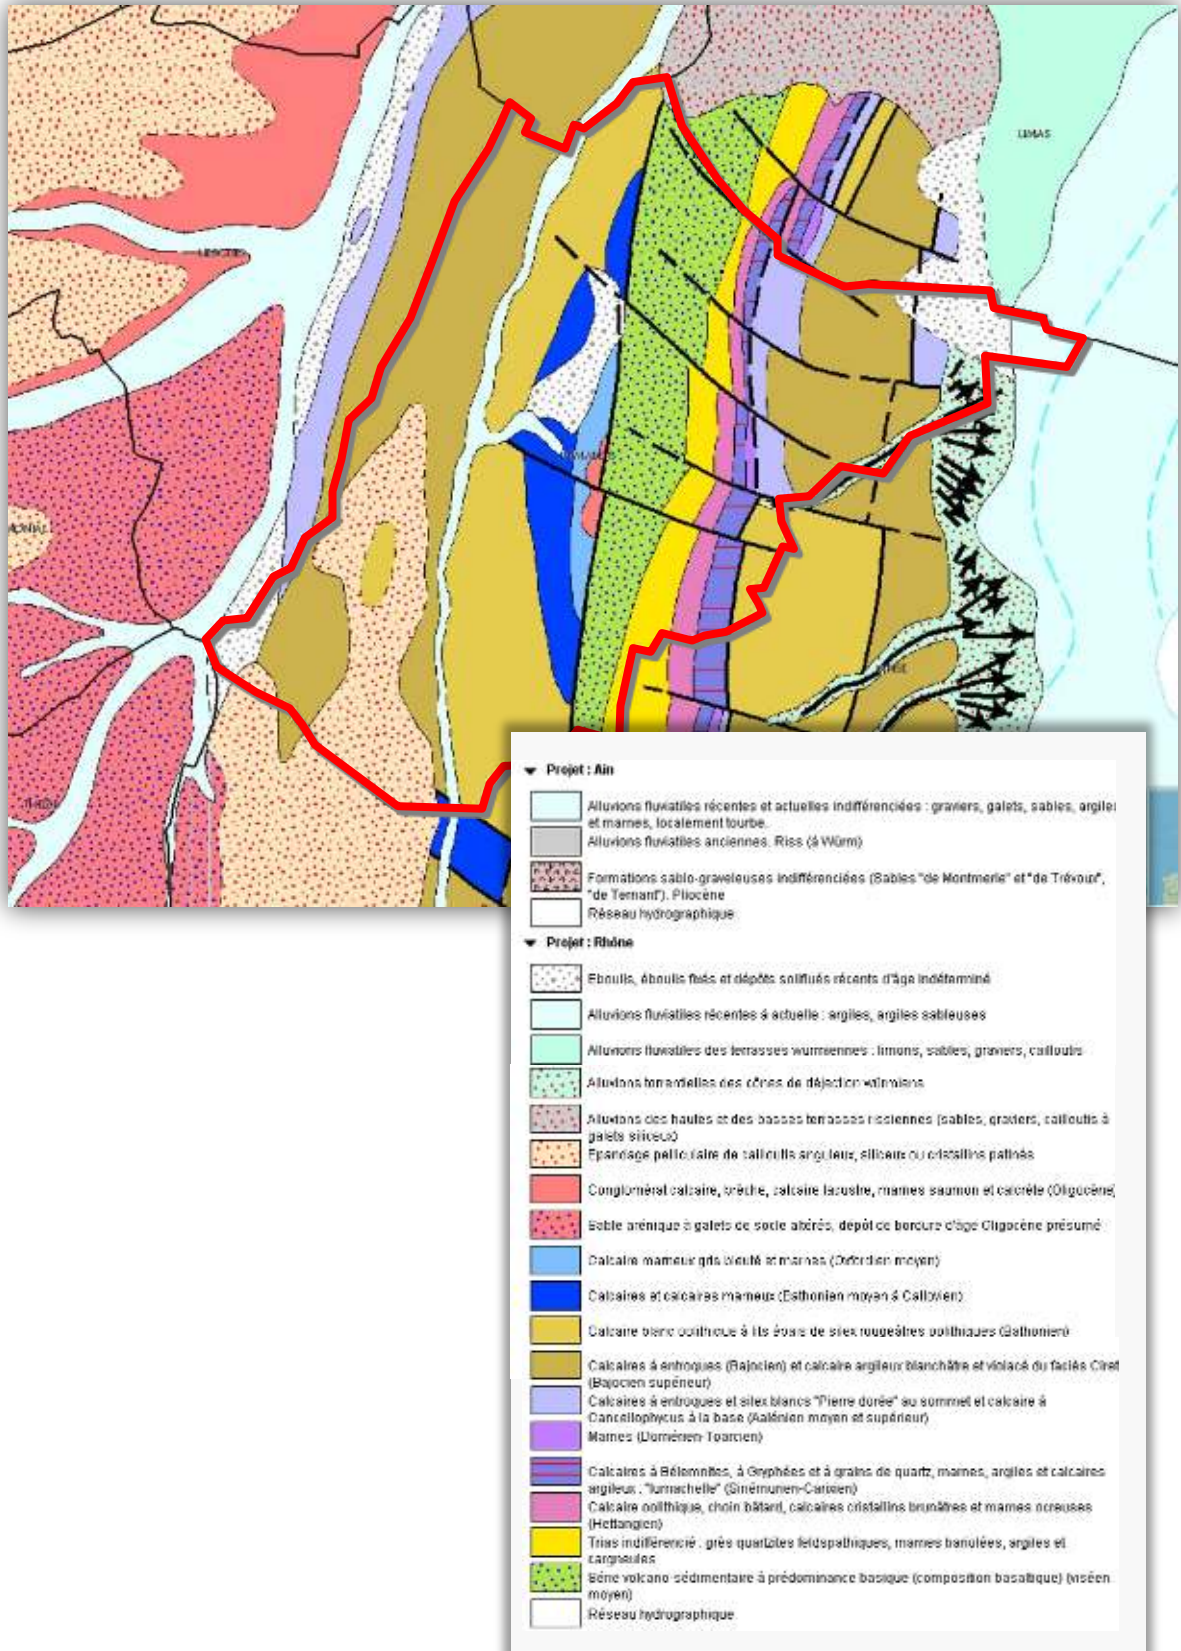 LIMAS
Projet : Ain
Alluvions fluviatiles récentes et actuelles indifférenciées : graviers, galets, sables, argiles
et marnes, localement tourbe.
Alluvions fluviatiles anciennes. Riss (à Würm)
Formations sablo-graveleuses indifférenciées (Sables "de Montmerle" et "de Trévoux",
"de Ternant"). Pliocène
Réseau hydrographique
Projet : Rhône
Eboulis, éboulis fixés et dépôts soliflués récents d'âge indéterminé
Alluvions fluviatiles récentes à actuelle : argiles, argiles sableuses
Alluvions fluviatiles des terrasses wurmiennes : limons, sables, graviers, cailloutis
Alluvions torrentielles des cônes de déjection würmiens
Alluvions des hautes et des basses terrasses rissiennes (sables, graviers, cailloutis à
galets siliceux)
Epandage pelliculaire de cailloutis anguleux, siliceux ou cristallins patinés
Conglomérat calcaire, brèche, calcaire lacustre, marnes saumon et calcrète (Oligocène)
Sable arénique à galets de socle altérés, dépôt de bordure d'âge Oligocène présumé
Calcaire marneux gris bleuté et marnes (Oxfordien moyen)
Calcaires et calcaires marneux (Bathonien moyen à Callovien)
Calcaire blanc oolithique à lits épais de silex rougeâtres oolithiques (Bathonien)
Calcaires à entroques (Bajocien) et calcaire argileux blanchâtre et violacé du faciès Ciret
(Bajocien supérieur)
Calcaires à entroques et silex blancs "Pierre dorée" au sommet et calcaire à
Cancellophycus à la base (Aalénien moyen et supérieur)
Marnes (Domérien-Toarcien)
Calcaires à Bélemnites, à Gryphées et à grains de quartz, marnes, argiles et calcaires
argileux : "lumachelle" (Sinémurien-Carixien)
Calcaire oolithique, choin bâtard, calcaires cristallins brunâtres et marnes ocreuses
(Hettangien)
Trias indifférencié : grès quartzites feldspathiques, marnes bariolées, argiles et
cargneules
Série volcano-sédimentaire à prédominance basique (composition basaltique) (viséen
moyen)
Réseau hydrographique